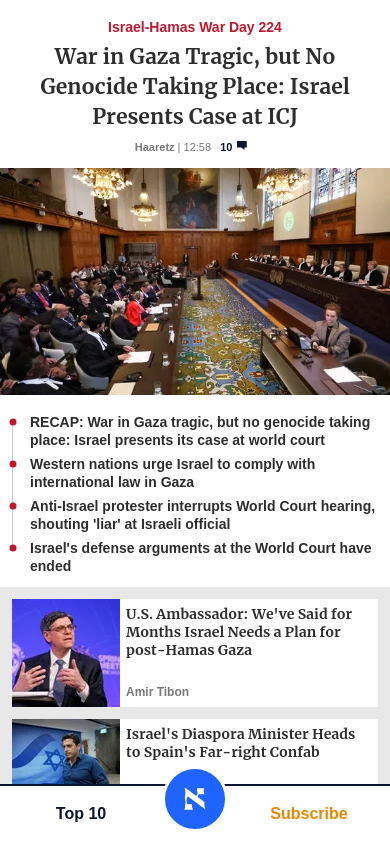 Israel-Hamas War Day 224
War in Gaza Tragic, but No
Genocide Taking Place: Israel
Presents Case at ICJ
Haaretz | 12:58 10
RECAP: War in Gaza tragic, but no genocide taking
place: Israel presents its case at world court
Western nations urge Israel to comply with
international law in Gaza
Anti-Israel protester interrupts World Court hearing,
shouting 'liar' at Israeli official
Israel's defense arguments at the World Court have
ended
U.S. Ambassador: We've Said for
Months Israel Needs a Plan for
post-Hamas Gaza
Amir Tibon
Israel's Diaspora Minister Heads
to Spain's Far-right Confab
Top 10
Subscribe